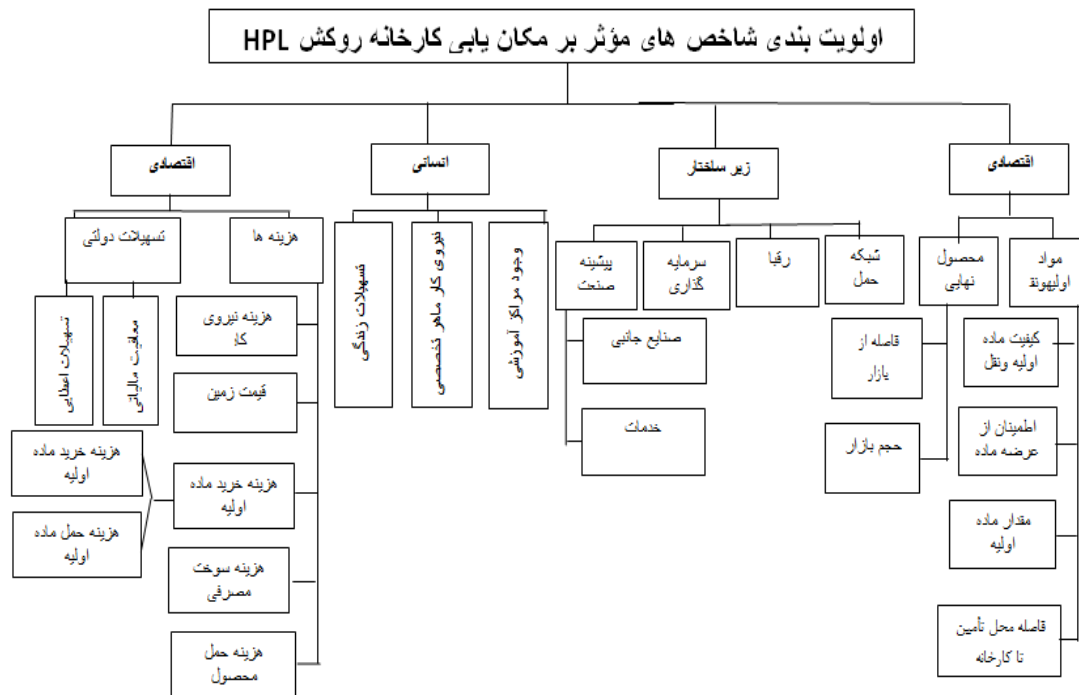 اولویت بندی شاخص های مؤثر بر مکان یابی کارخانه روکش HPL
اقتصادی
زیر ساختار
انسانی
اقتصادی
مواد
اولیهونق
محصول
نهایی
کیفیت ماده
اولیه ونقل
اطمینان از
عرضه ماده
مقدار ماده
اولیه
فاصله محل تأمین
تا کارخانه
فاصله از
بازار
حجم بازار
شبکه
حمل
رقبا
سرمایه
گذاری
پیشینه
صنعت
صنایع جانبی
خدمات
وجود مراکز آموزشی
نیروی کار ماهر تخصصی
تسهیلات زندگی
هزینه ها
تسهیلات دولتی
هزینه نیروی
کار
قیمت زمین
هزینه خرید ماده
اولیه
هزینه سوخت
مصرفی
هزینه حمل
محصول
معافیت مالیاتی
تسهیلات اعطایی
هزینه خرید ماده
اولیه
هزینه حمل ماده
اولیه